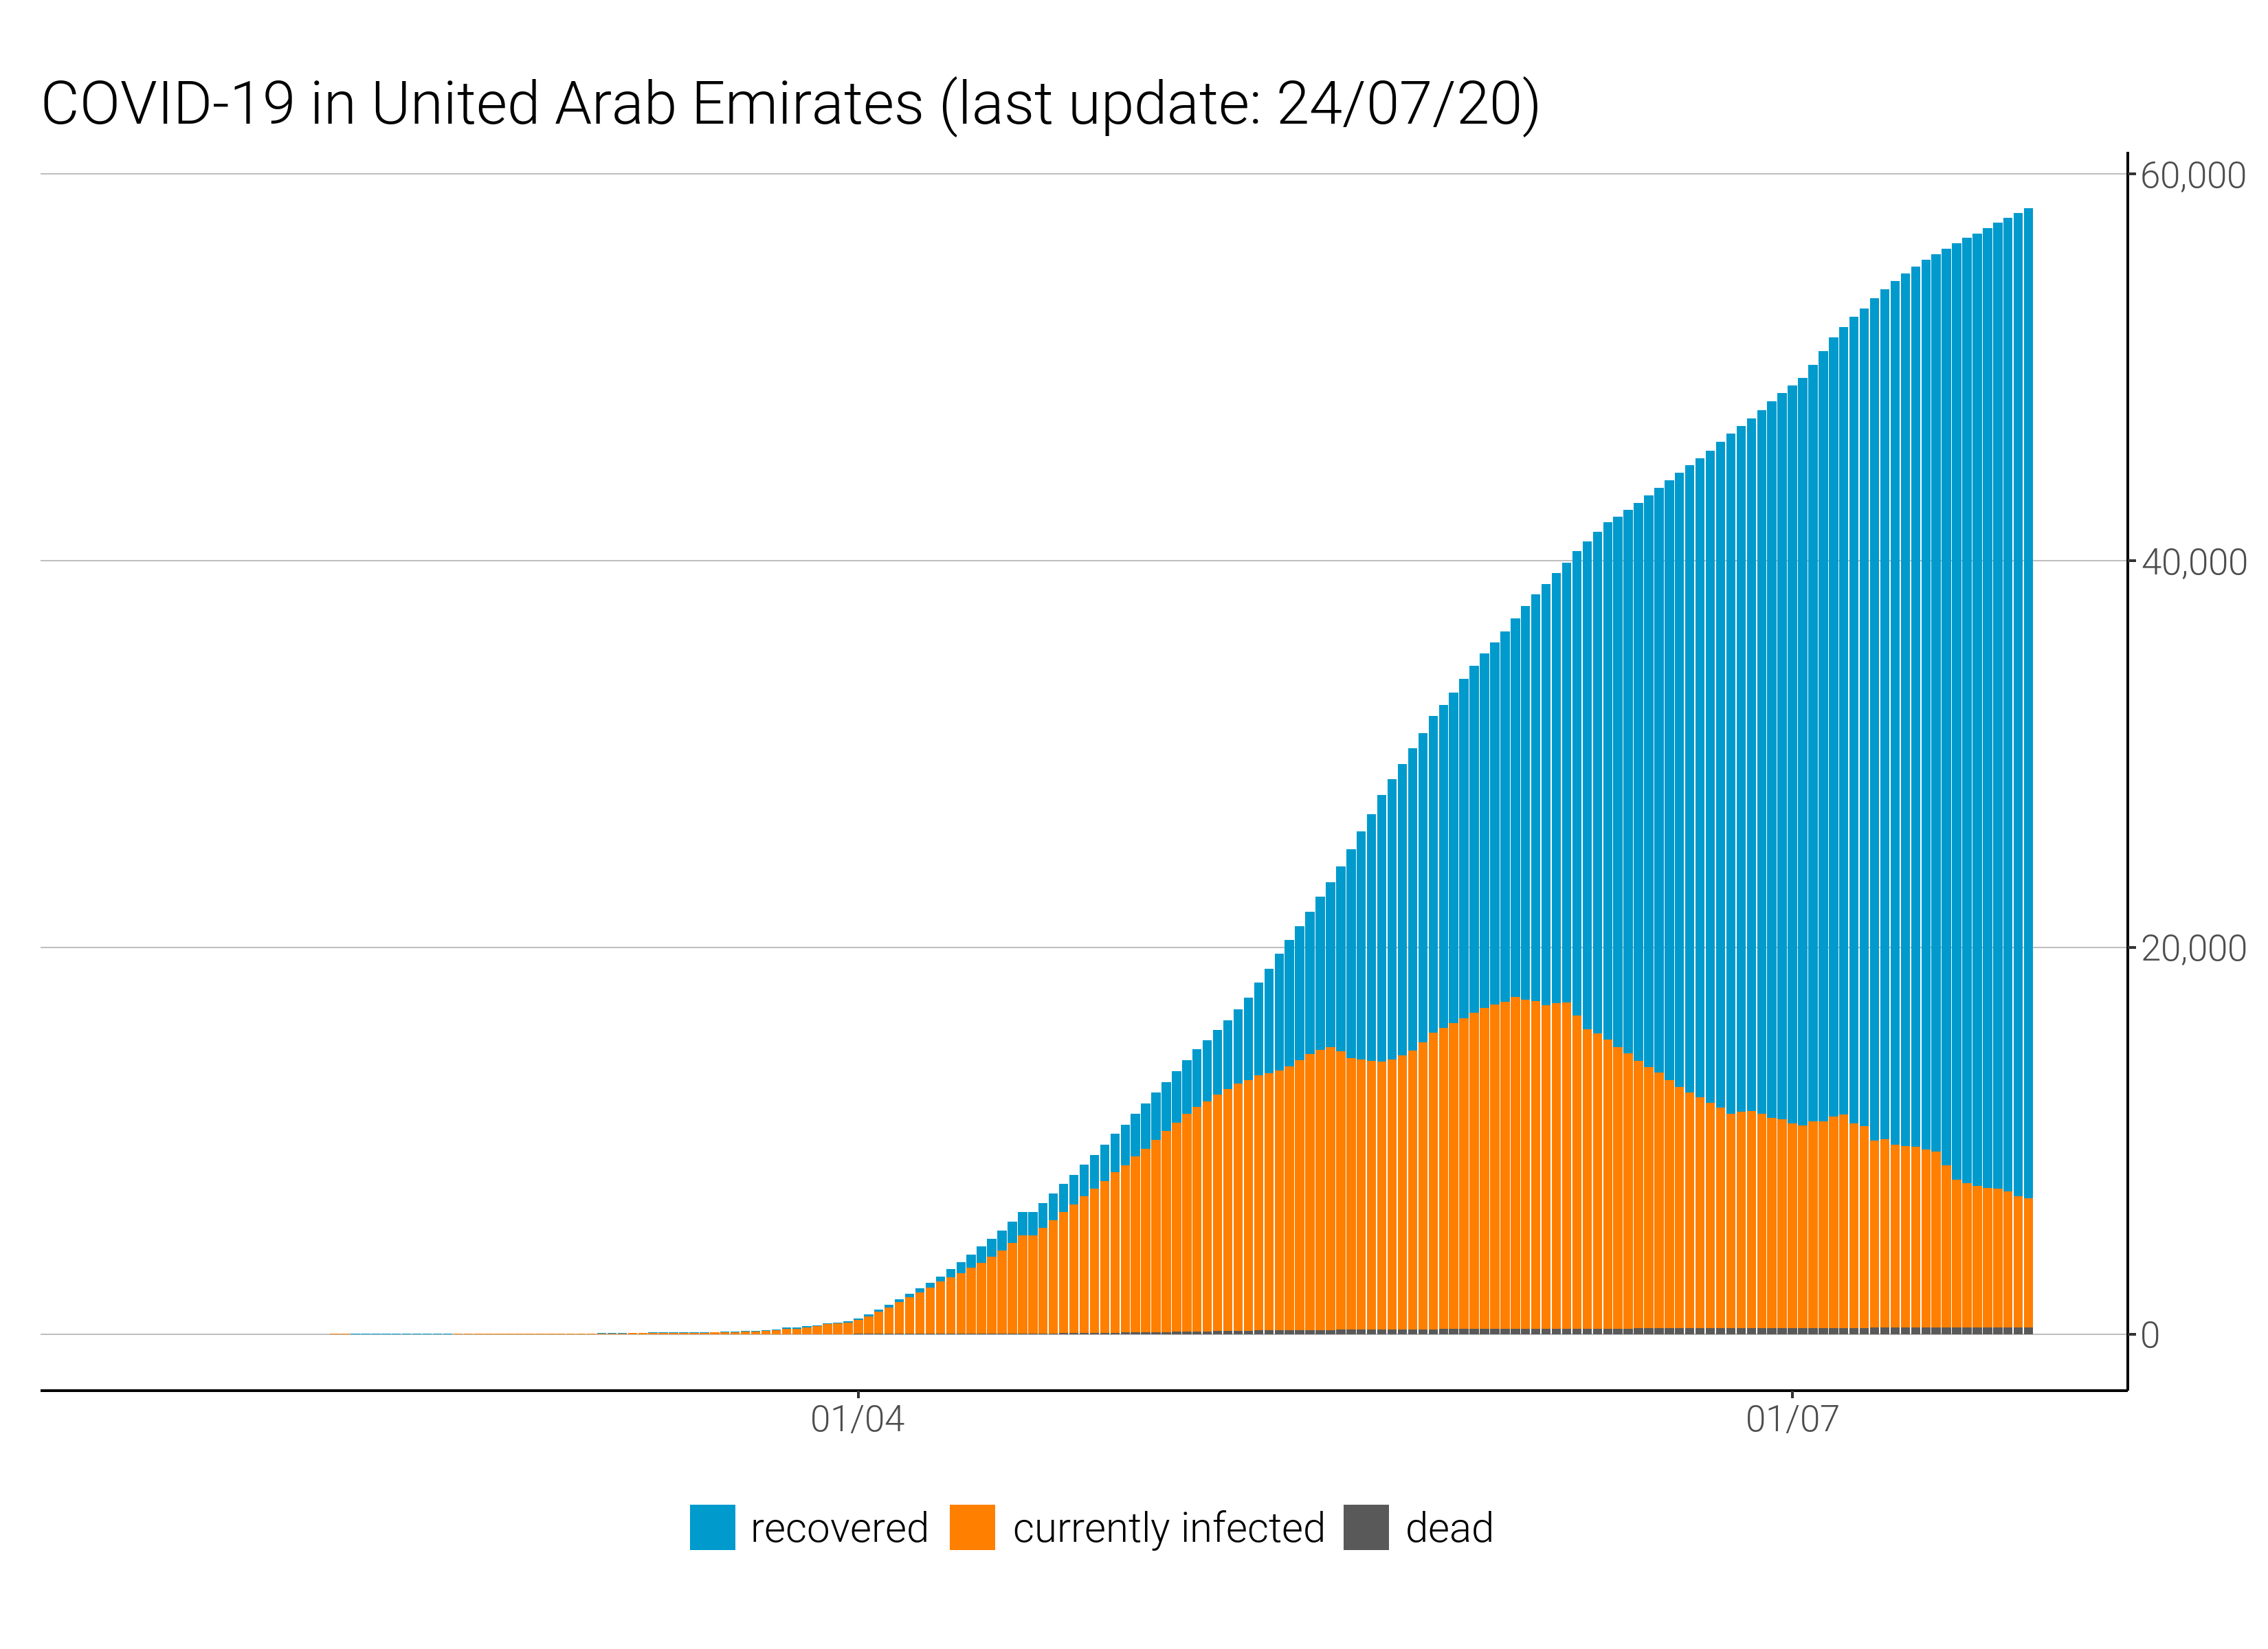 COVID-19 in United Arab Emirates (last update: 24/07/20)
60,000
40,000
20,000
0
01/04 01/07
recovered currently infected dead